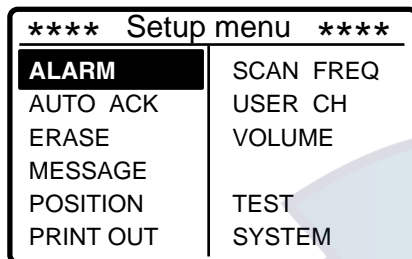 **** Setup menu ****
ALARM
AUTO ACK
ERASE
MESSAGE
POSITION
PRINT OUT
SCAN FREQ
USER CH
VOLUME
TEST
SYSTEM